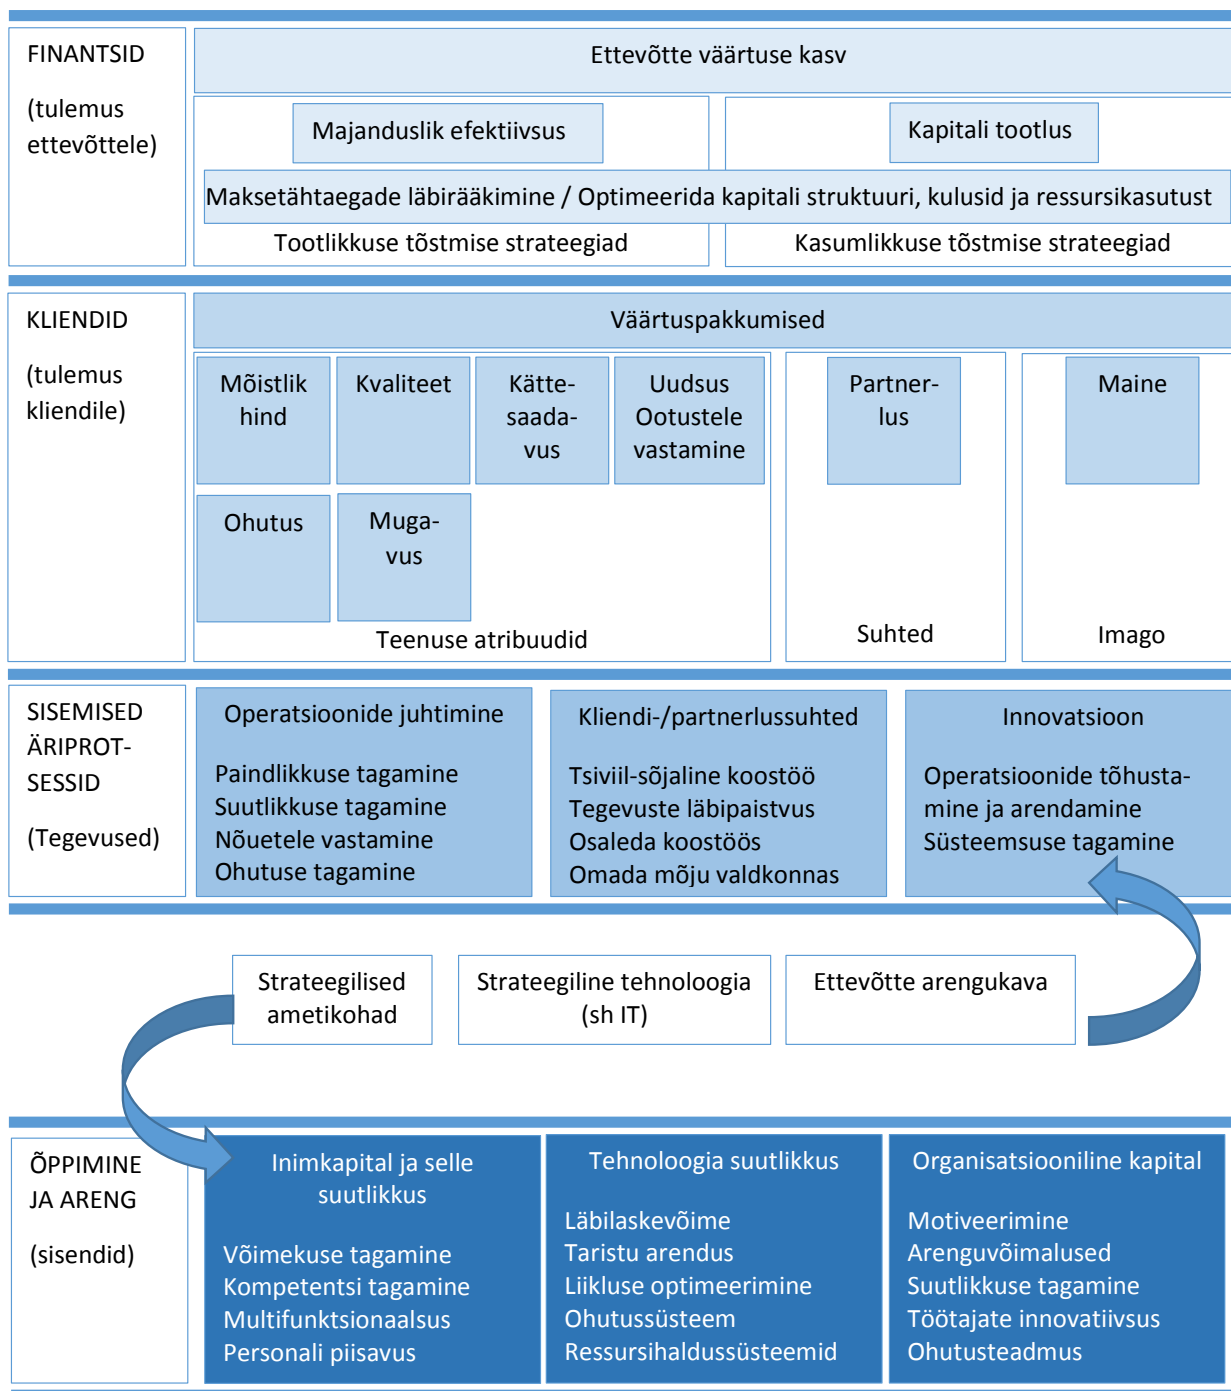 FINANTSID
(tulemus
ettevõttele)
Ettevõtte väärtuse kasv
Majanduslik efektiivsus
Kapitali tootlus
Maksetähtaegade läbirääkimine / Optimeerida kapitali struktuuri, kulusid ja ressursikasutust
Tootlikkuse tõstmise strateegiad
Kasumlikkuse tõstmise strateegiad
KLIENDID
(tulemus
kliendile)
Väärtuspakkumised
Mõistlik
hind
Kvaliteet
Kätte-
saada-
vus
Uudsus
Ootustele
vastamine
Partner-
lus
Maine
Ohutus
Muga-
vus
Teenuse atribuudid
Suhted
Imago
SISEMISED
ÄRIPROT-
SESSID
(Tegevused)
Operatsioonide juhtimine
Paindlikkuse tagamine
Suutlikkuse tagamine
Nõuetele vastamine
Ohutuse tagamine
Kliendi-/partnerlussuhted
Tsiviil-sõjaline koostöö
Tegevuste läbipaistvus
Osaleda koostöös
Omada mõju valdkonnas
Innovatsioon
Operatsioonide tõhusta-
mine ja arendamine
Süsteemsuse tagamine
Strateegilised
ametikohad
Strateegiline tehnoloogia
(sh IT)
Ettevõtte arengukava
ÕPPIMINE
JA ARENG
(sisendid)
Inimkapital ja selle
suutlikkus
Võimekuse tagamine
Kompetentsi tagamine
Multifunktsionaalsus
Personali piisavus
Tehnoloogia suutlikkus
Läbilaskevõime
Taristu arendus
Liikluse optimeerimine
Ohutussüsteem
Ressursihaldussüsteemid
Organisatsiooniline kapital
Motiveerimine
Arenguvõimalused
Suutlikkuse tagamine
Töötajate innovatiivsus
Ohutusteadmus